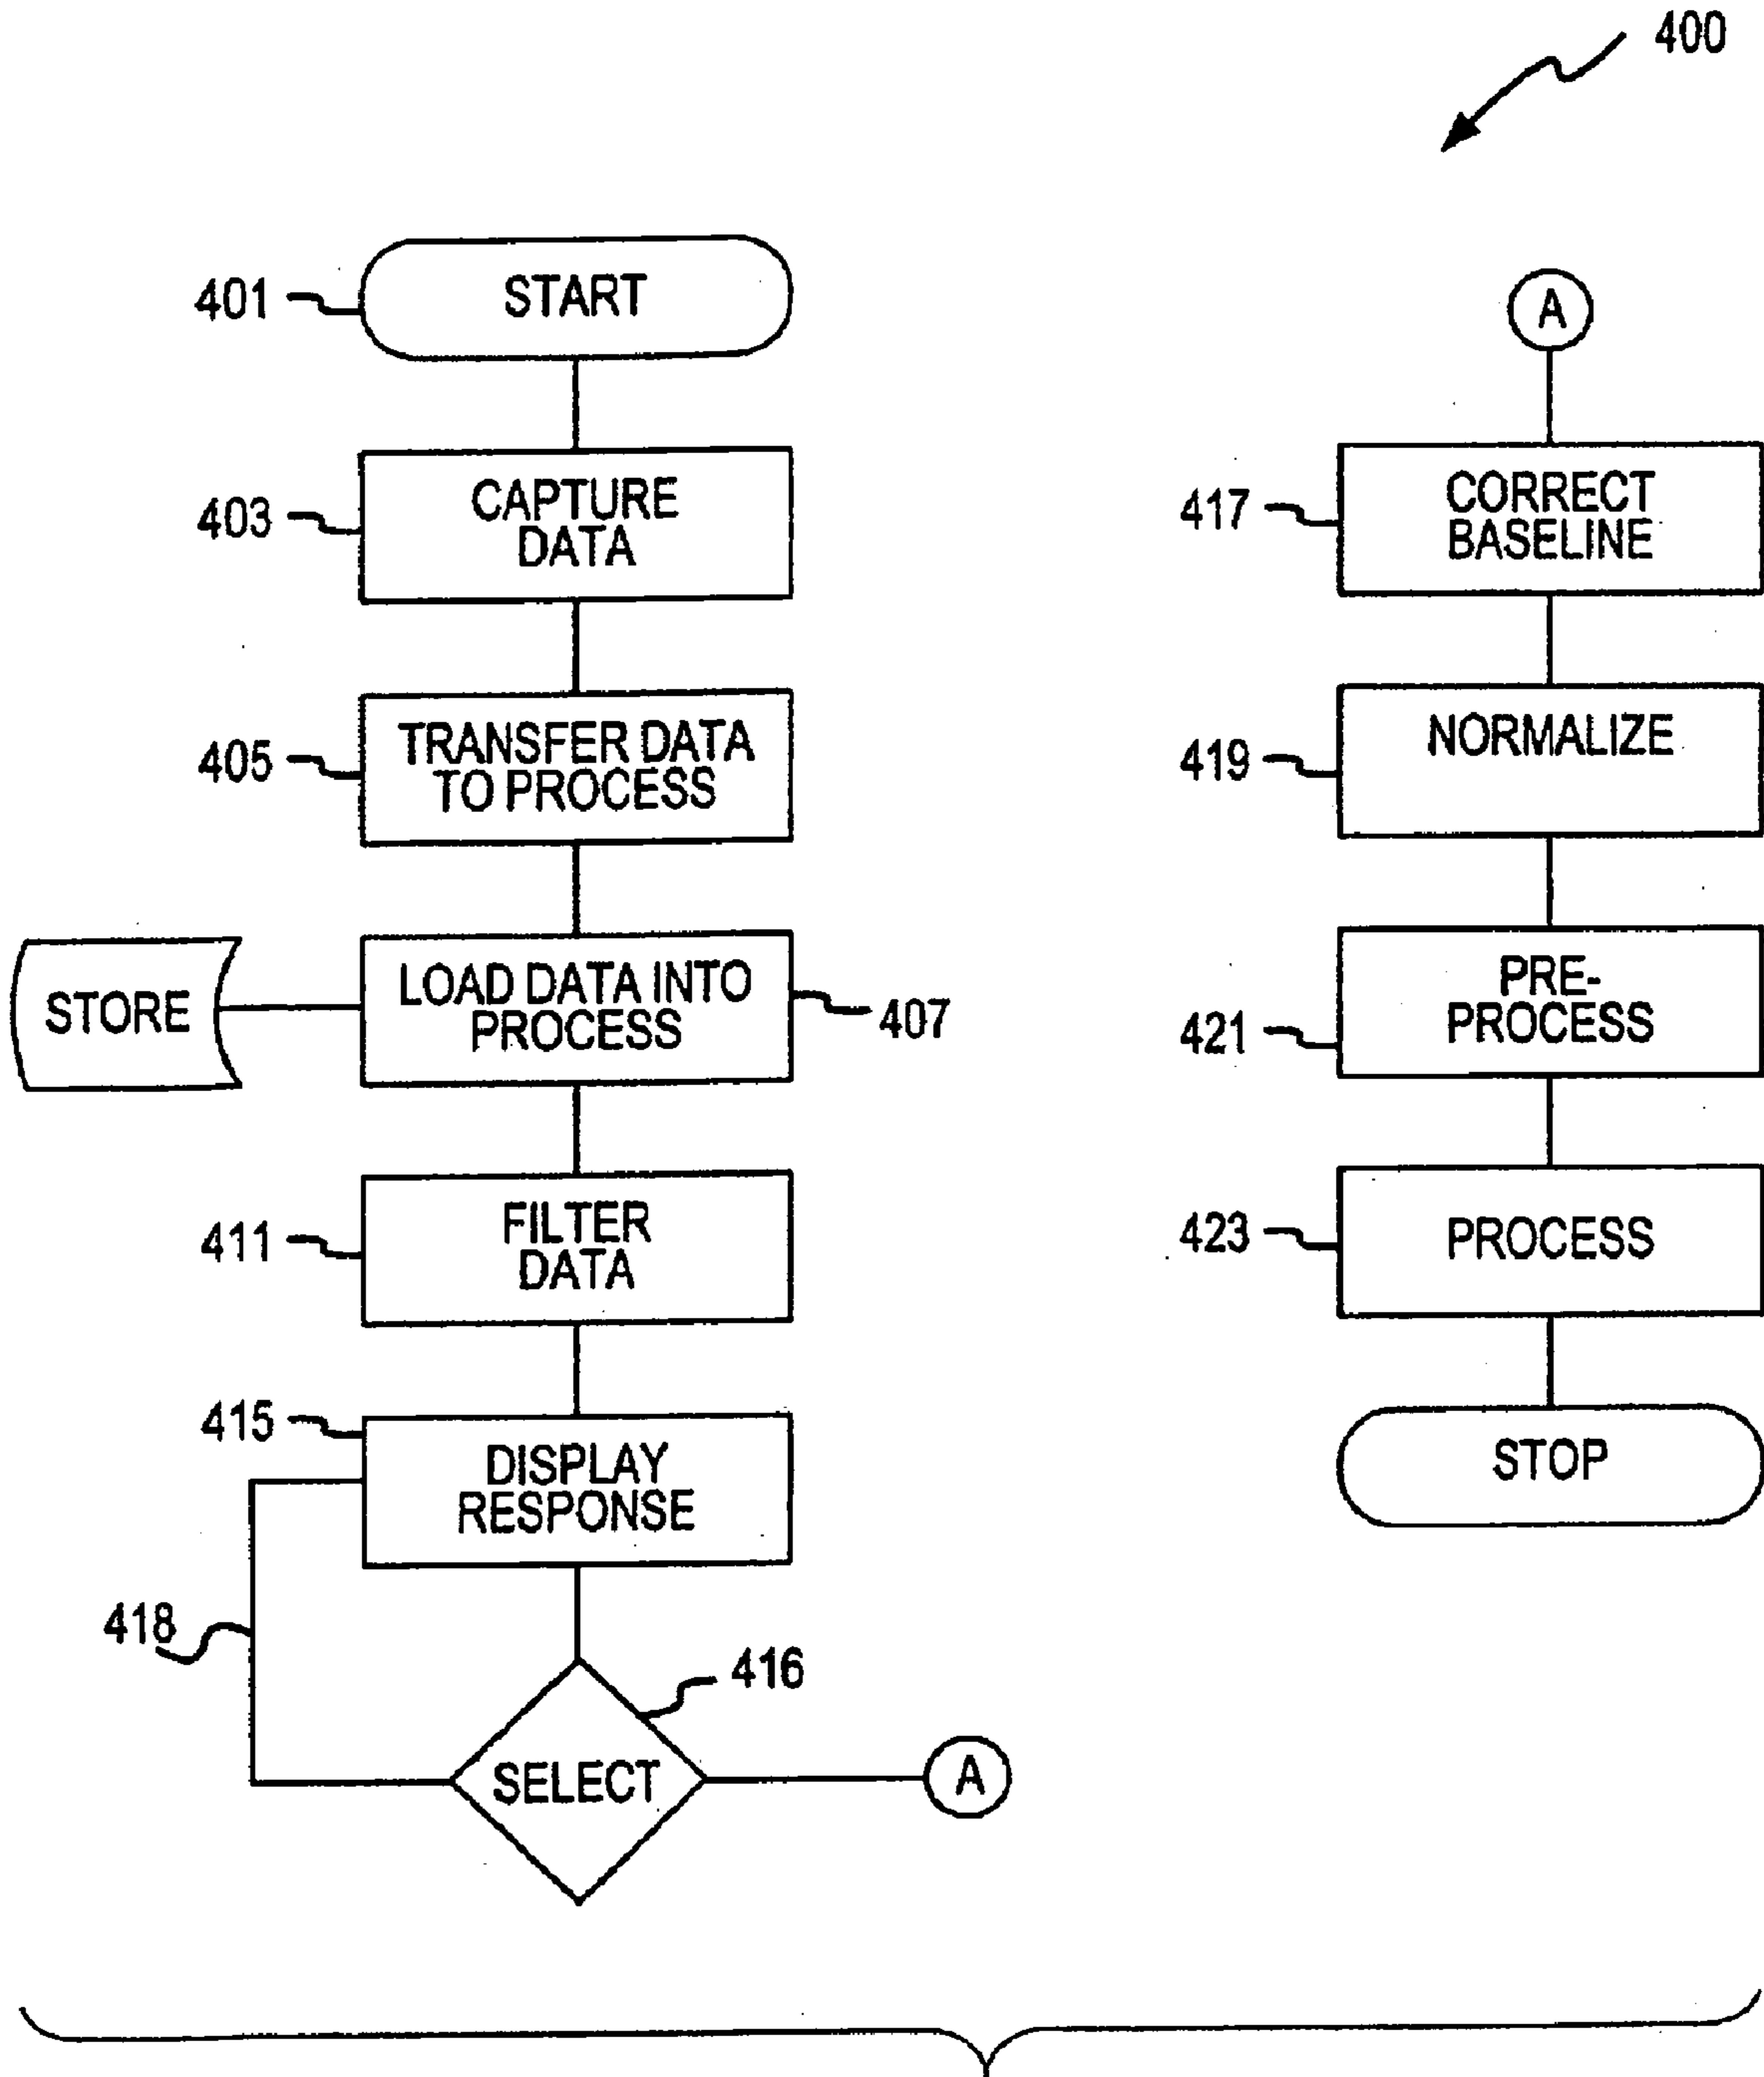 400
401
START
403
CAPTURE
DATA
405
TRANSFER DATA
TO PROCESS
STORE
LOAD DATA INTO
PROCESS
407
411
FILTER
DATA
415
DISPLAY
RESPONSE
418
416
SELECT
A
A
417
CORRECT
BASELINE
419
NORMALIZE
421
PRE-
PROCESS
423
PROCESS
STOP